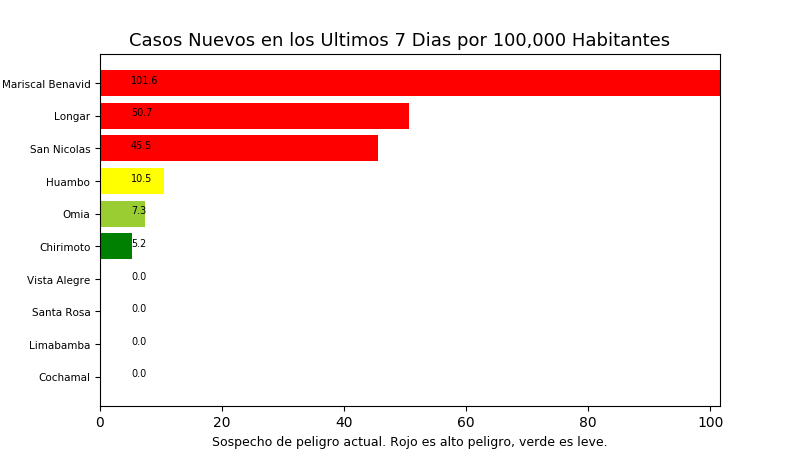 Casos Nuevos en los Ultimos 7 Dias por 100,000 Habitantes
Mariscal Benavid 101.6
Longar 50.7
San Nicolas 45.5
Huambo 10.5
Omia 7.3
Chirimoto 5.2
Vista Alegre 0.0
Santa Rosa 0.0
Limabamba 0.0
Cochamal 0.0
0 20 40 60 80 100
Sospecho de peligro actual. Rojo es alto peligro, verde es leve.